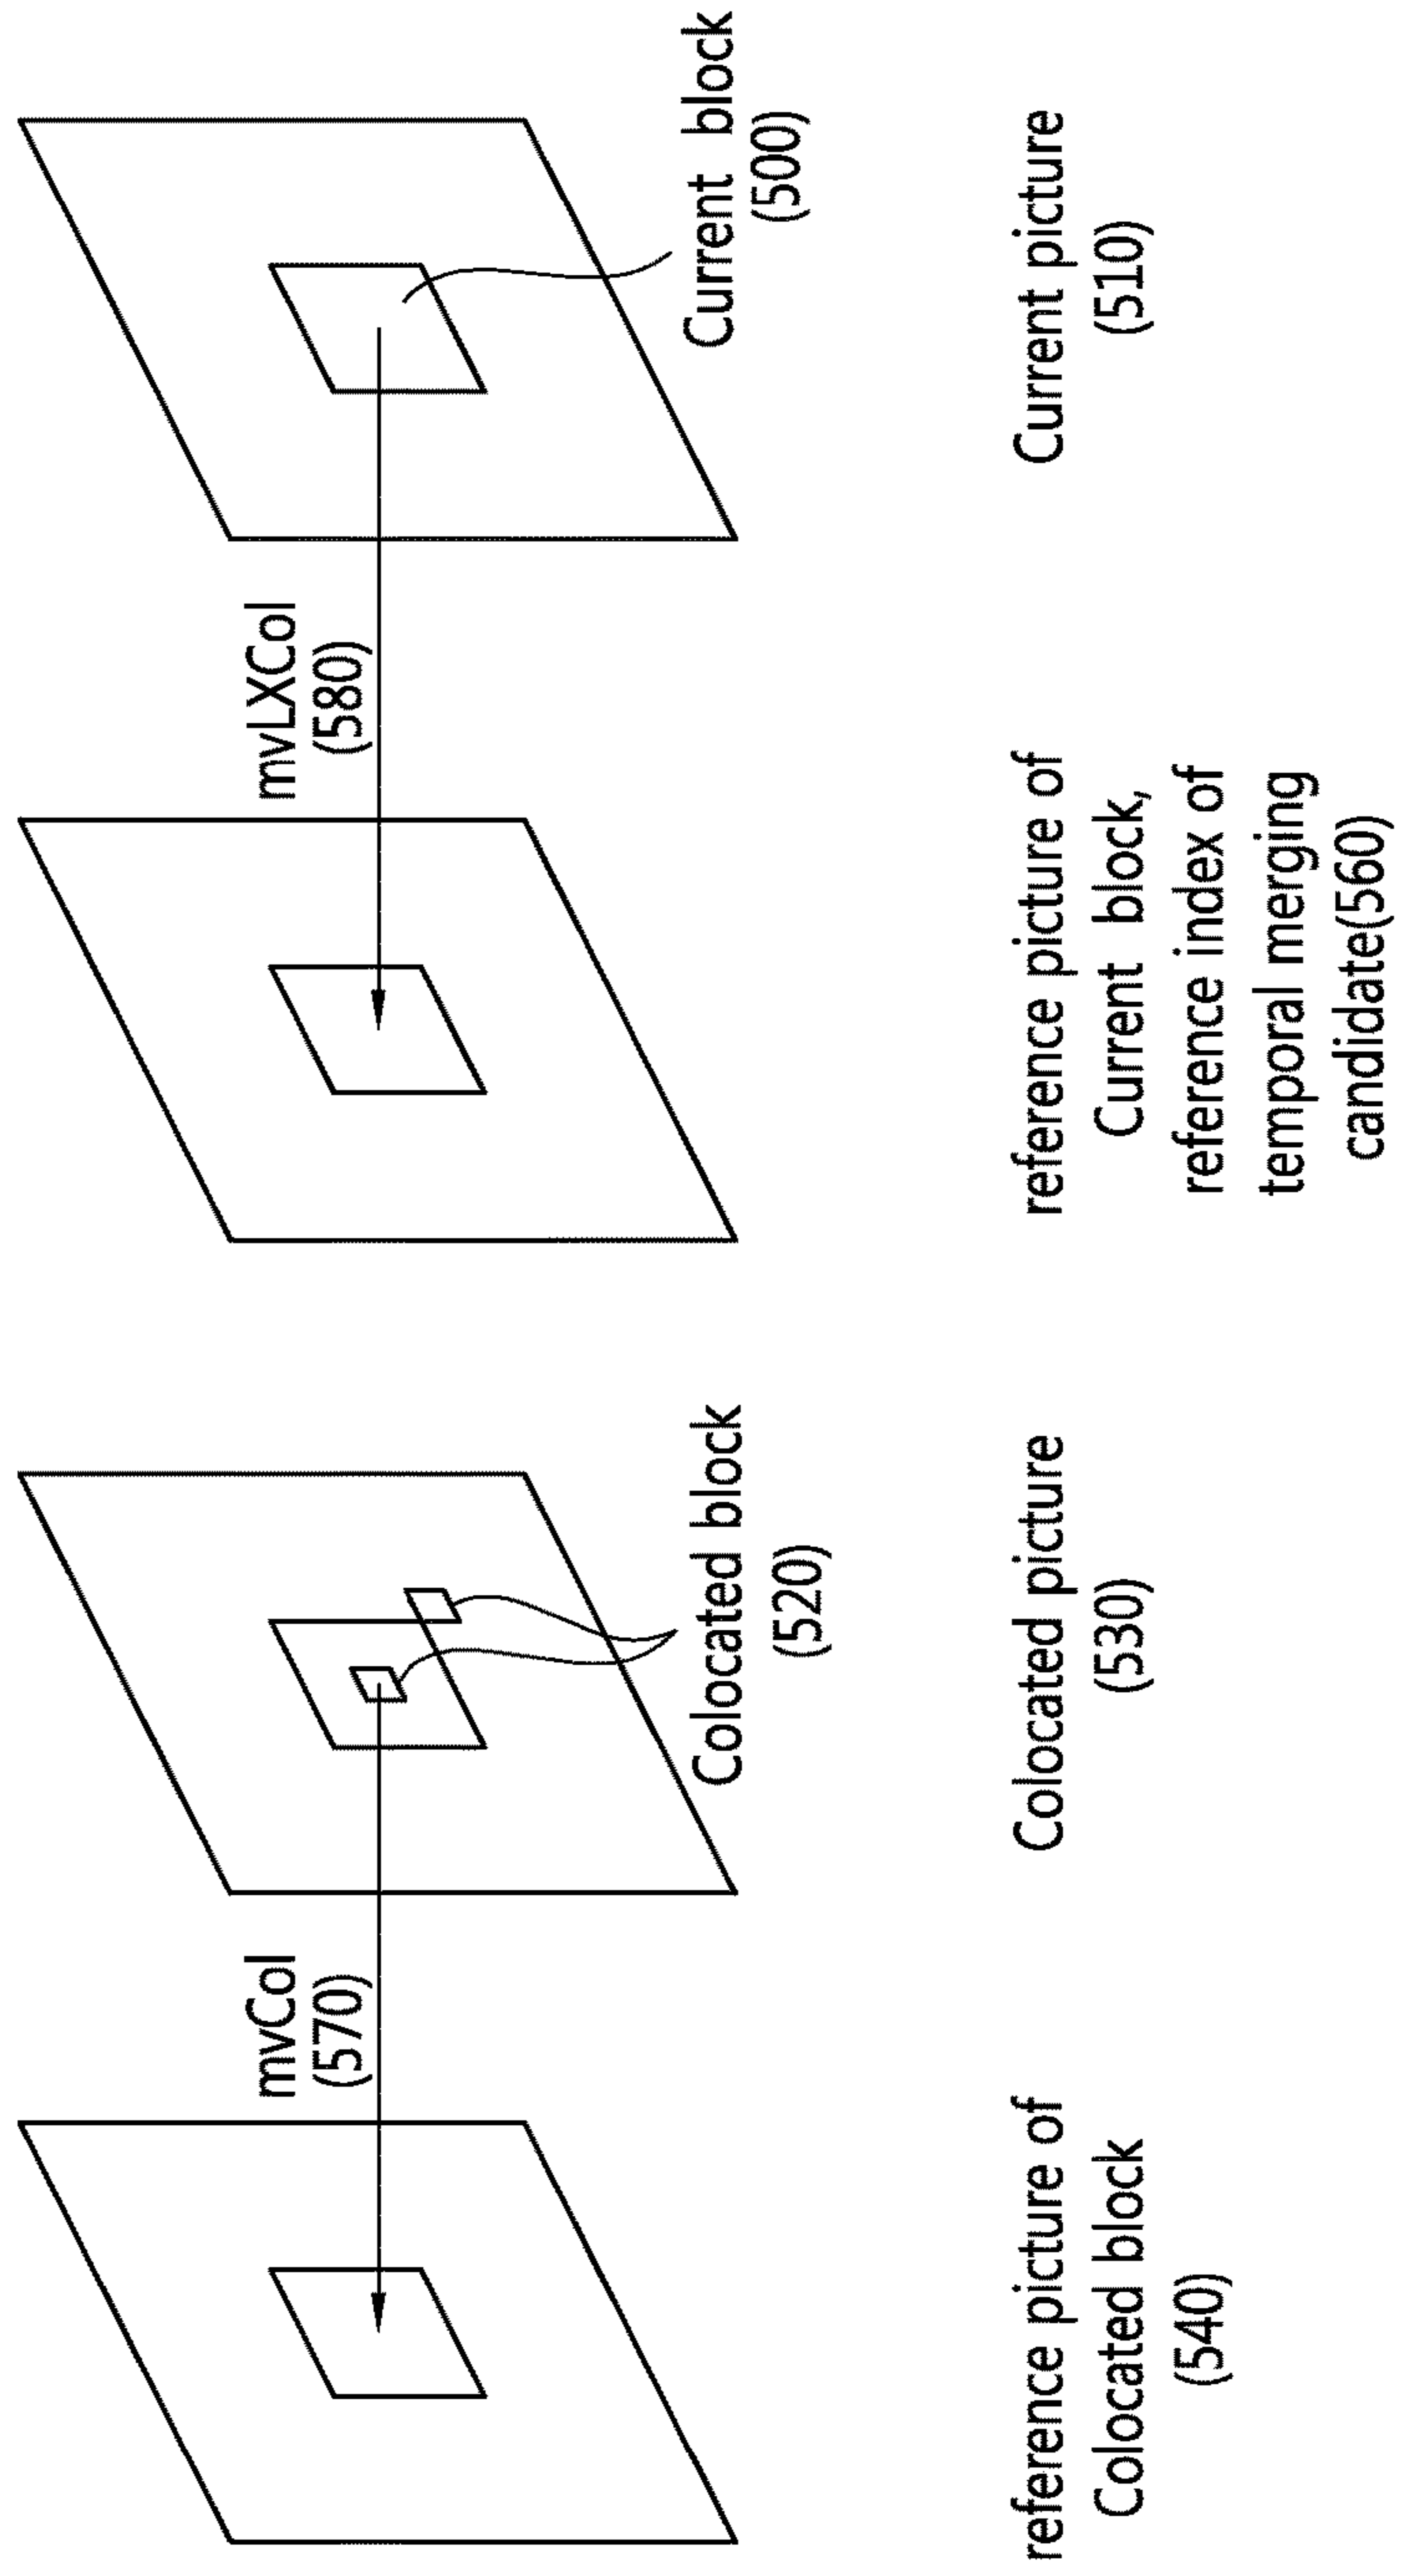 mvCol
(570)
mvLXCol
(580)
Colocated block
(520)
Current block
(500)
reference picture of
Colocated block
(540)
Colocated picture
(530)
reference picture of
Current block,
reference index of
temporal merging
candidate(560)
Current picture
(510)